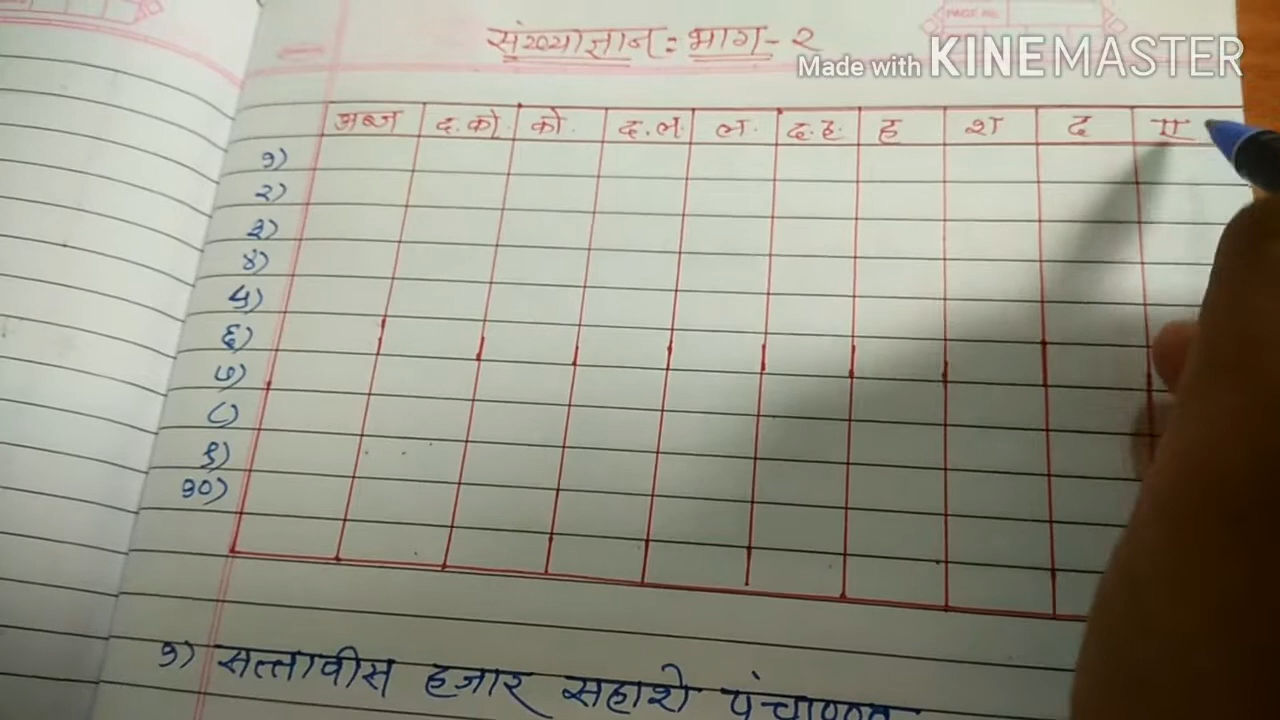 संख्याज्ञान : भाग - २
Made with KINEMASTER
अब्ज द.को. को. द.ल. ल. द.ह. ह श द ए
१)
२)
३)
४)
५)
६)
७)
८)
९)
१०)
१) सत्तावीस हजार सहाशे